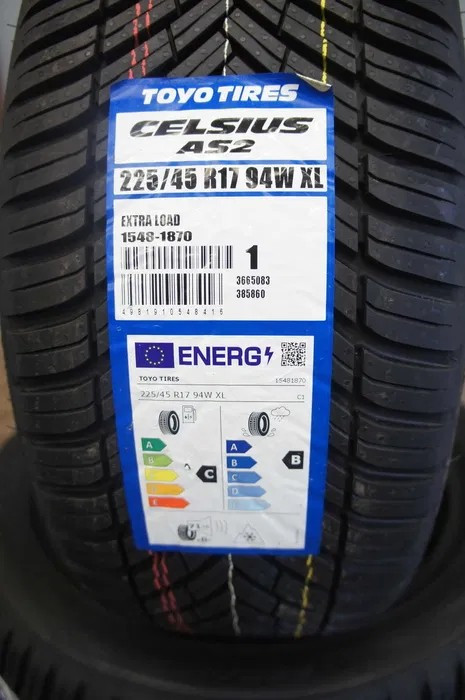 TOYO TIRES
CELSIUS
AS2
225/45 R17 94W XL
EXTRA LOAD
1548-1870
1
3665083
385860
4981910548416
ENERG
TOYO TIRES 15481870
225/45 R17 94W XL C1
A A
B B
C C
D
E
C
B